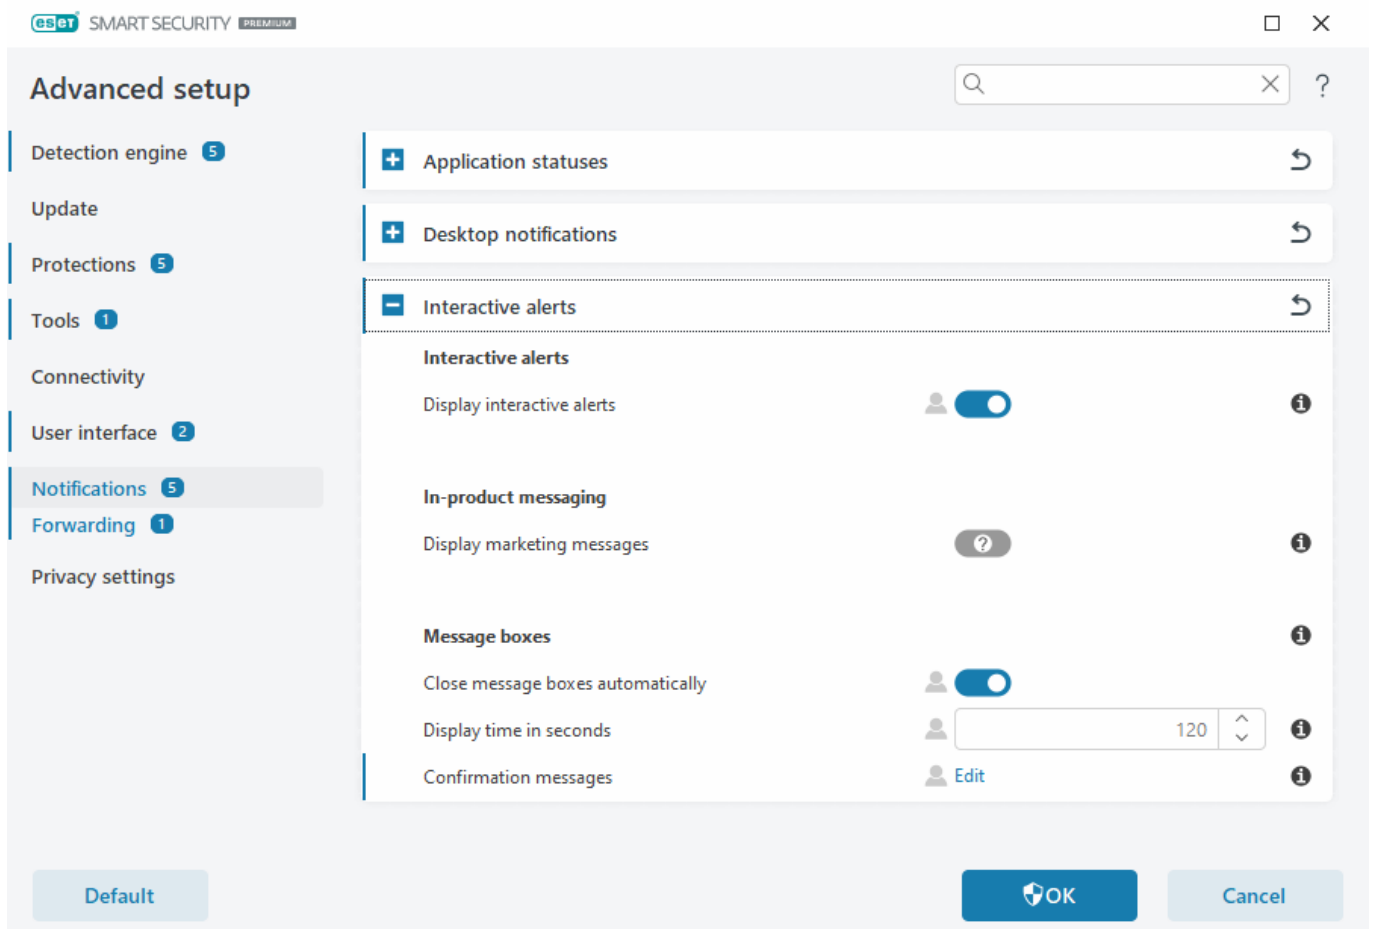 eset SMART SECURITY PREMIUM
Advanced setup
?
Detection engine 5
Update
Protections 5
Tools 1
Connectivity
User interface 2
Notifications 5
Forwarding 1
Privacy settings
Application statuses
Desktop notifications
Interactive alerts
Interactive alerts
Display interactive alerts
In-product messaging
Display marketing messages ?
Message boxes
Close message boxes automatically
Display time in seconds 120
Confirmation messages Edit
Default
OK
Cancel